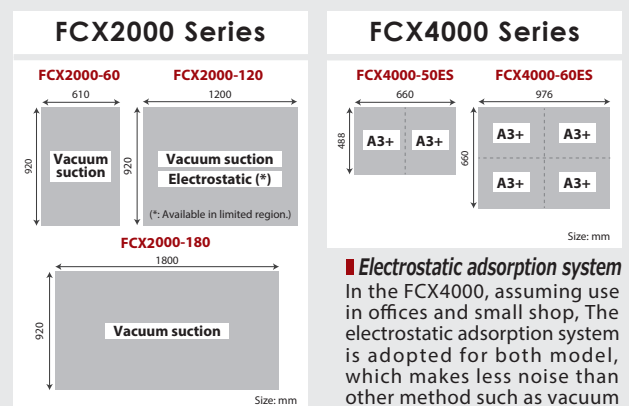 FCX2000 Series
FCX2000-60
610
920
Vacuum
suction
FCX2000-120
1200
920
Vacuum suction
Electrostatic (*)
(*: Available in limited region.)
FCX2000-180
1800
920
Vacuum suction
Size: mm
FCX4000 Series
FCX4000-50ES
660
488
A3+ A3+
FCX4000-60ES
976
660
A3+ A3+
A3+ A3+
Size: mm
Electrostatic adsorption system
In the FCX4000, assuming use
in offices and small shop, The
electrostatic adsorption system
is adopted for both model,
which makes less noise than
other method such as vacuum